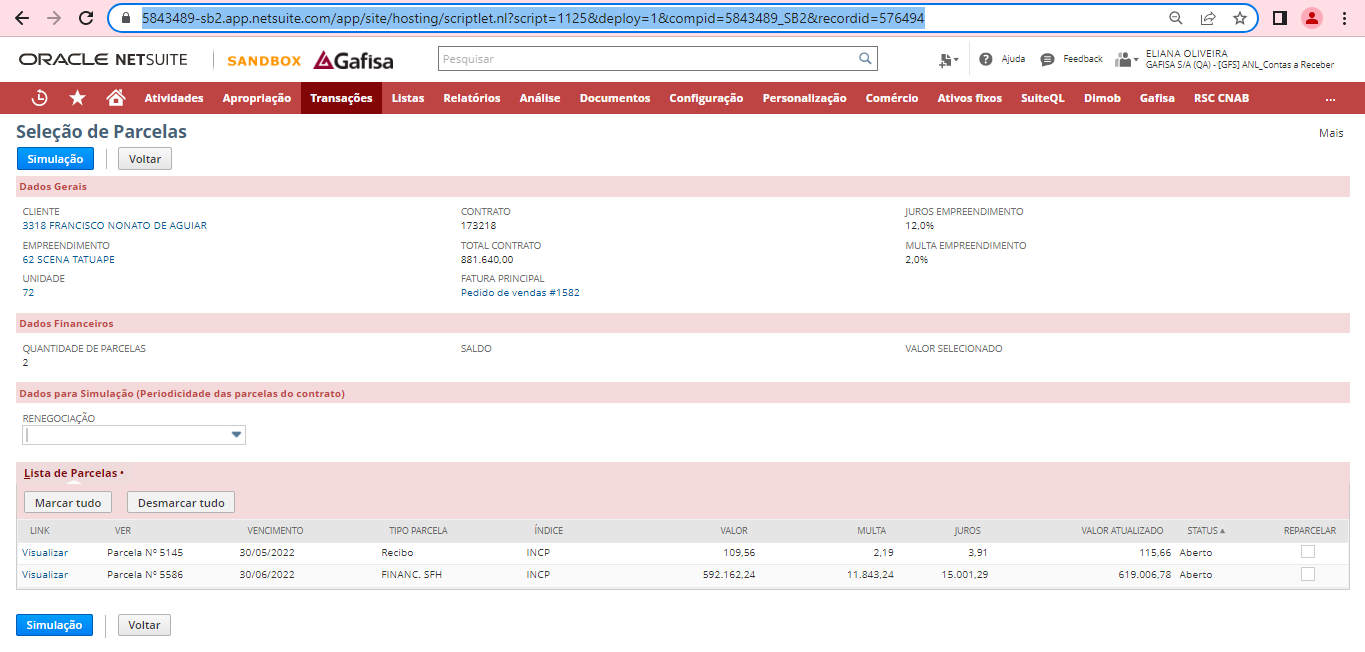 5843489-sb2.app.netsuite.com/app/site/hosting/scriptlet.nl?script=1125&deploy=1&compid=5843489_SB2&recordid=576494
ORACLE NETSUITE SANDBOX Gafisa Pesquisar Ajuda Feedback ELIANA OLIVEIRA
GAFISA S/A (QA) - [GFS] ANL_Contas a Receber
Atividades Apropriação Transações Listas Relatórios Análise Documentos Configuração Personalização Comércio Ativos fixos SuiteQL Dimob Gafisa RSC CNAB ...
Seleção de Parcelas Mais
Simulação Voltar
Dados Gerais
CLIENTE CONTRATO JUROS EMPREENDIMENTO
3318 FRANCISCO NONATO DE AGUIAR 173218 12,0%
EMPREENDIMENTO TOTAL CONTRATO MULTA EMPREENDIMENTO
62 SCENA TATUAPE 881.640,00 2,0%
UNIDADE FATURA PRINCIPAL
72 Pedido de vendas #1582
Dados Financeiros
QUANTIDADE DE PARCELAS SALDO VALOR SELECIONADO
2
Dados para Simulação (Periodicidade das parcelas do contrato)
RENEGOCIAÇÃO
Lista de Parcelas •
Marcar tudo Desmarcar tudo
LINK VER VENCIMENTO TIPO PARCELA ÍNDICE VALOR MULTA JUROS VALOR ATUALIZADO STATUS REPARCELAR
Visualizar Parcela Nº 5145 30/05/2022 Recibo INCP 109,56 2,19 3,91 115,66 Aberto
Visualizar Parcela Nº 5586 30/06/2022 FINANC. SFH INCP 592.162,24 11.843,24 15.001,29 619.006,78 Aberto
Simulação Voltar